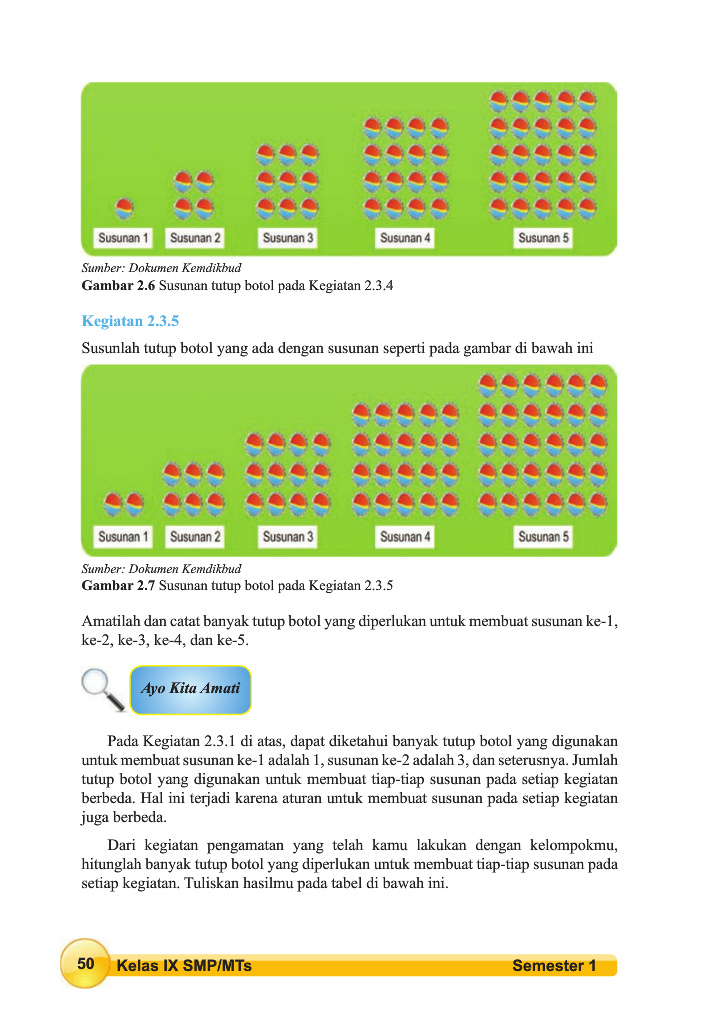 Susunan 1 Susunan 2 Susunan 3 Susunan 4 Susunan 5
Sumber: Dokumen Kemdikbud
Gambar 2.6 Susunan tutup botol pada Kegiatan 2.3.4
Kegiatan 2.3.5
Susunlah tutup botol yang ada dengan susunan seperti pada gambar di bawah ini
Susunan 1 Susunan 2 Susunan 3 Susunan 4 Susunan 5
Sumber: Dokumen Kemdikbud
Gambar 2.7 Susunan tutup botol pada Kegiatan 2.3.5
Amatilah dan catat banyak tutup botol yang diperlukan untuk membuat susunan ke-1,
ke-2, ke-3, ke-4, dan ke-5.
Ayo Kita Amati
Pada Kegiatan 2.3.1 di atas, dapat diketahui banyak tutup botol yang digunakan
untuk membuat susunan ke-1 adalah 1, susunan ke-2 adalah 3, dan seterusnya. Jumlah
tutup botol yang digunakan untuk membuat tiap-tiap susunan pada setiap kegiatan
berbeda. Hal ini terjadi karena aturan untuk membuat susunan pada setiap kegiatan
juga berbeda.
Dari kegiatan pengamatan yang telah kamu lakukan dengan kelompokmu,
hitunglah banyak tutup botol yang diperlukan untuk membuat tiap-tiap susunan pada
setiap kegiatan. Tuliskan hasilmu pada tabel di bawah ini.
50 Kelas IX SMP/MTs Semester 1